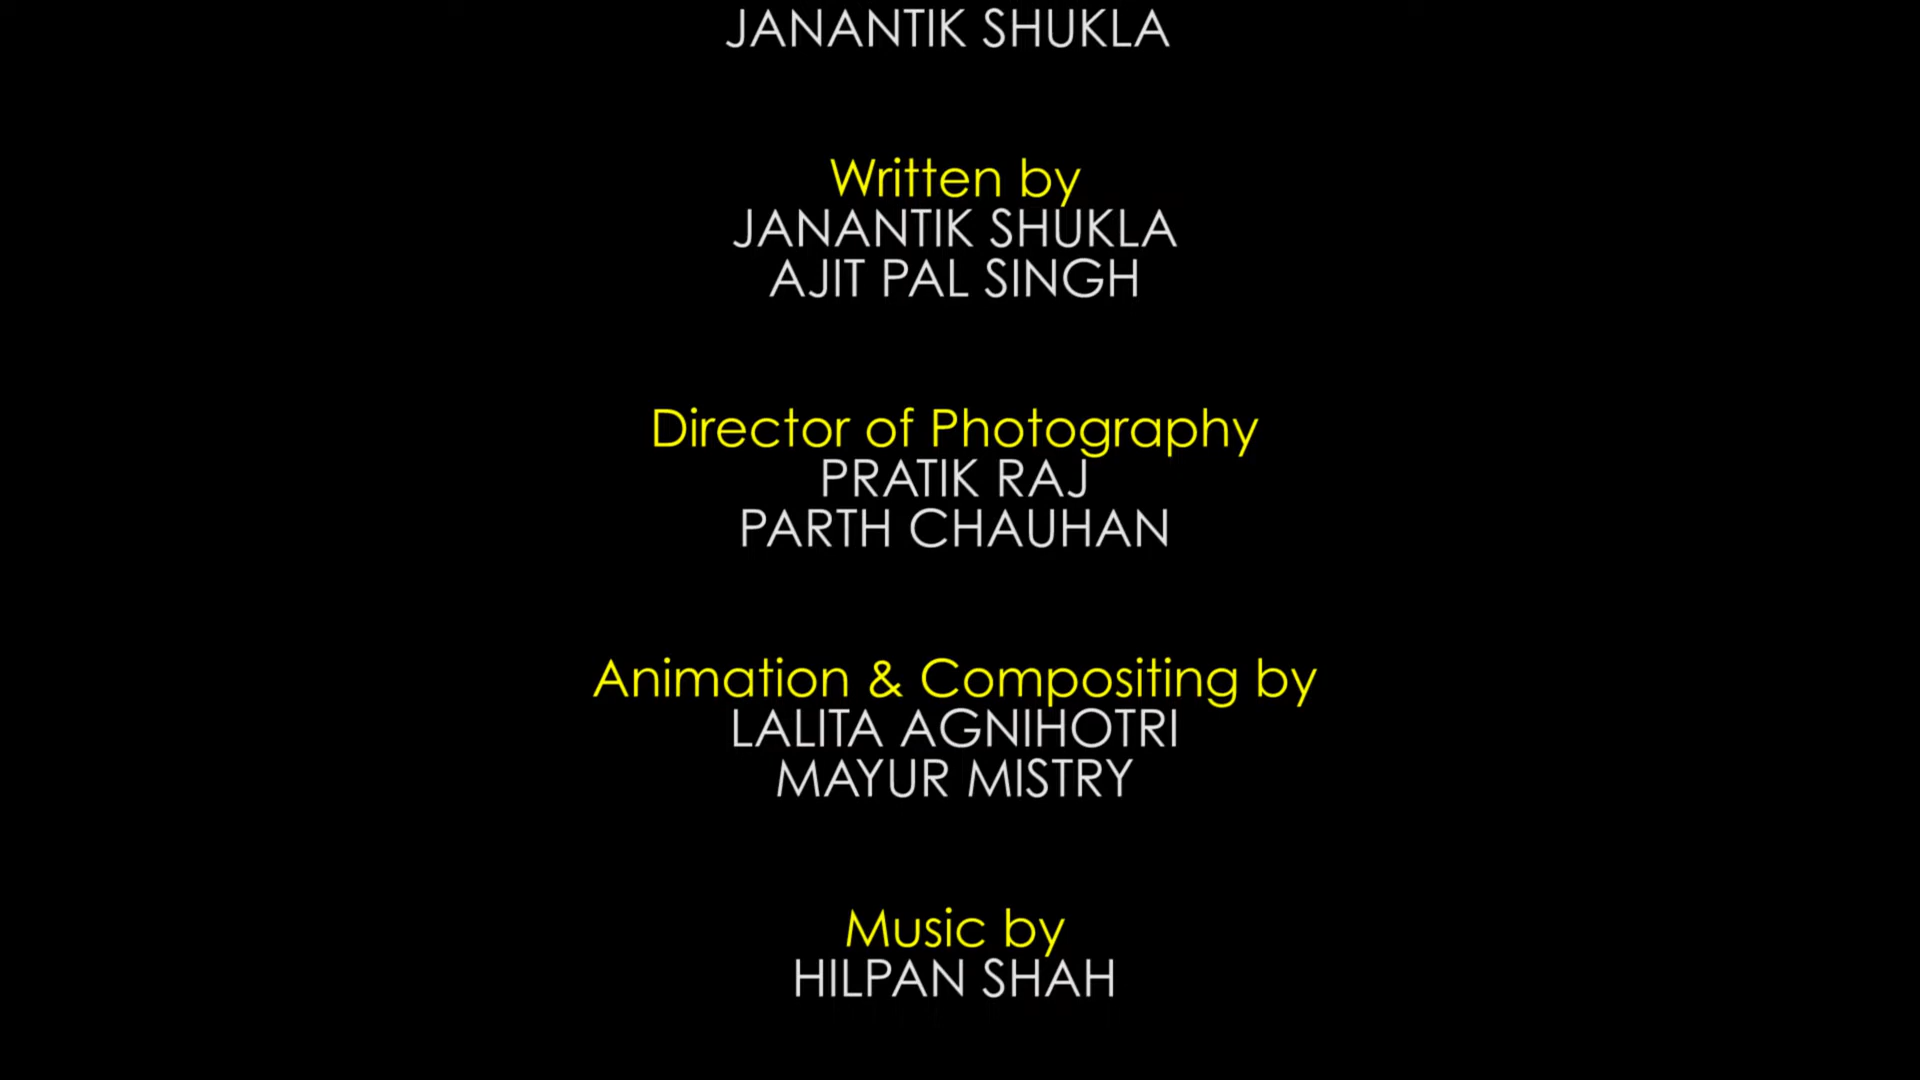 JANANTIK SHUKLA
Written by
JANANTIK SHUKLA
AJIT PAL SINGH
Director of Photography
PRATIK RAJ
PARTH CHAUHAN
Animation & Compositing by
LALITA AGNIHOTRI
MAYUR MISTRY
Music by
HILPAN SHAH